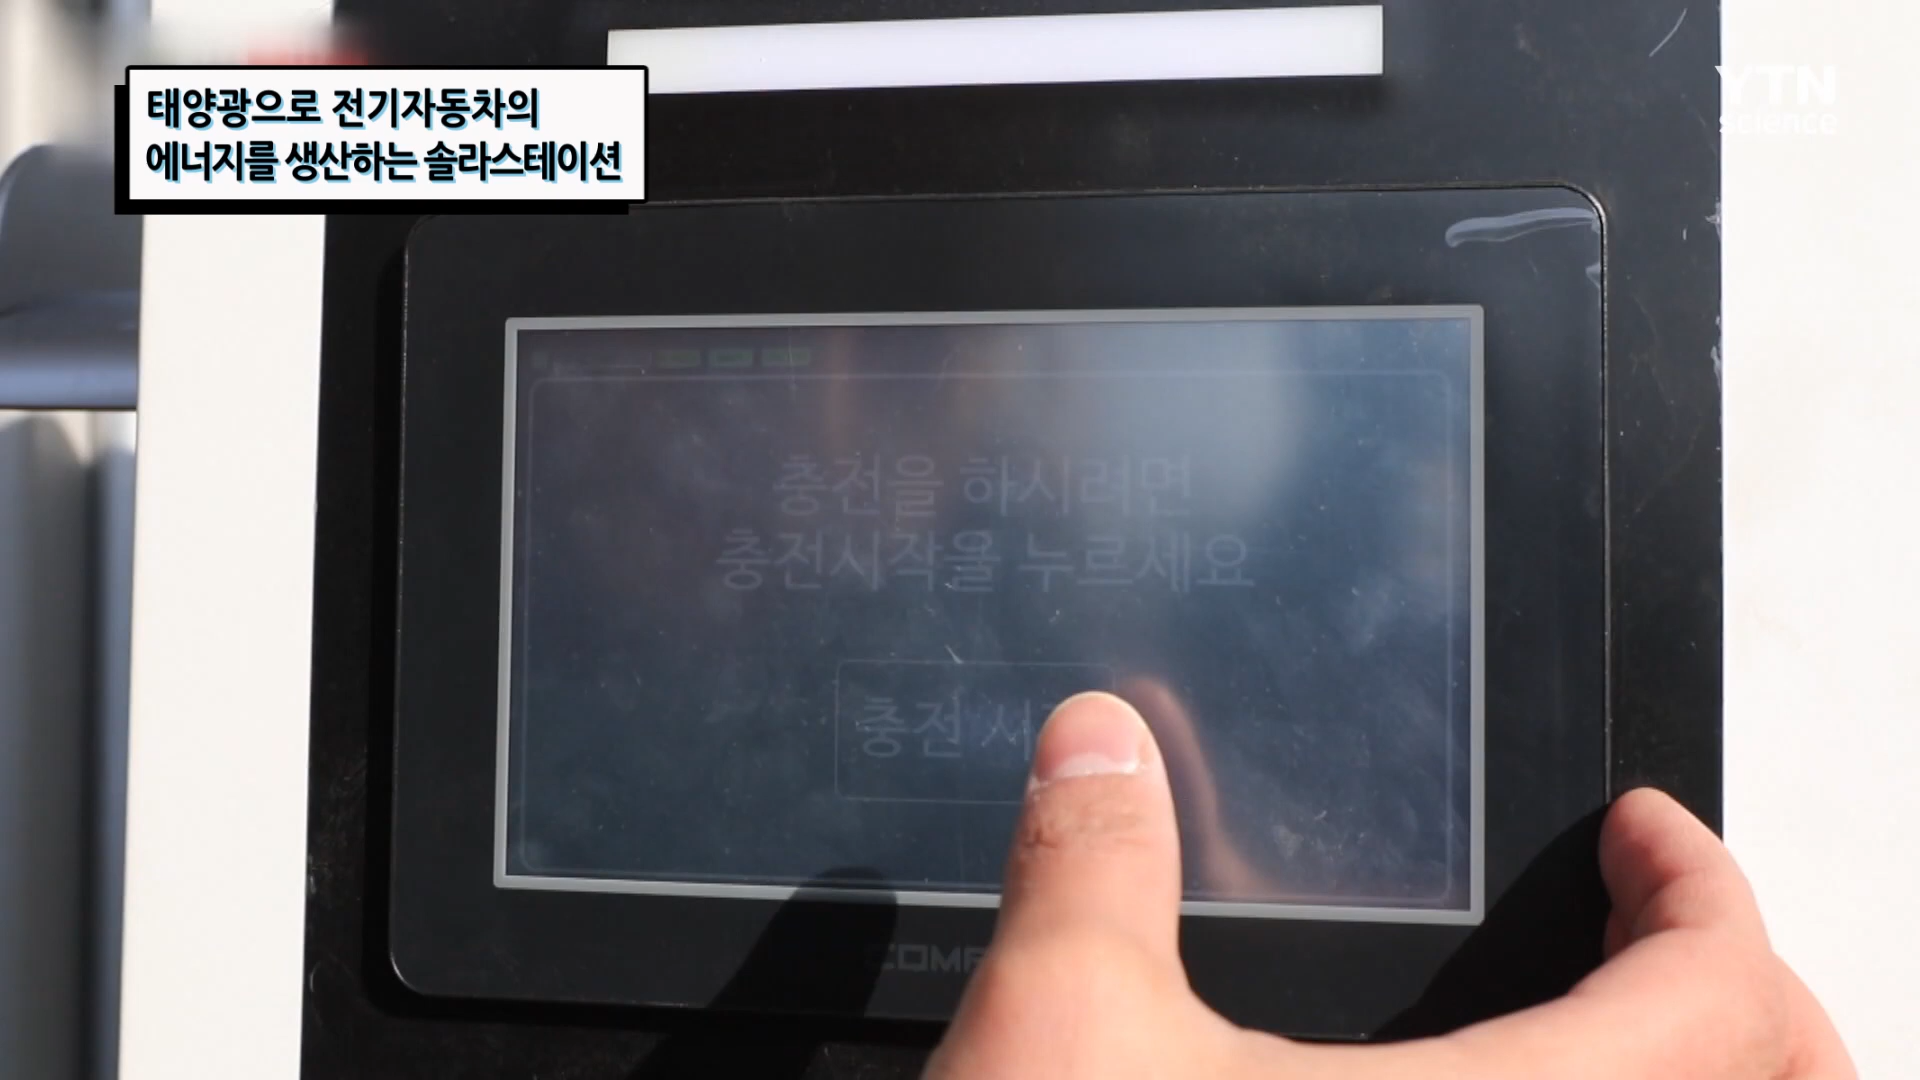 태양광으로 전기자동차의
에너지를 생산하는 솔라스테이션
YTN
science
충전을 하시려면
충전시작을 누르세요
충전